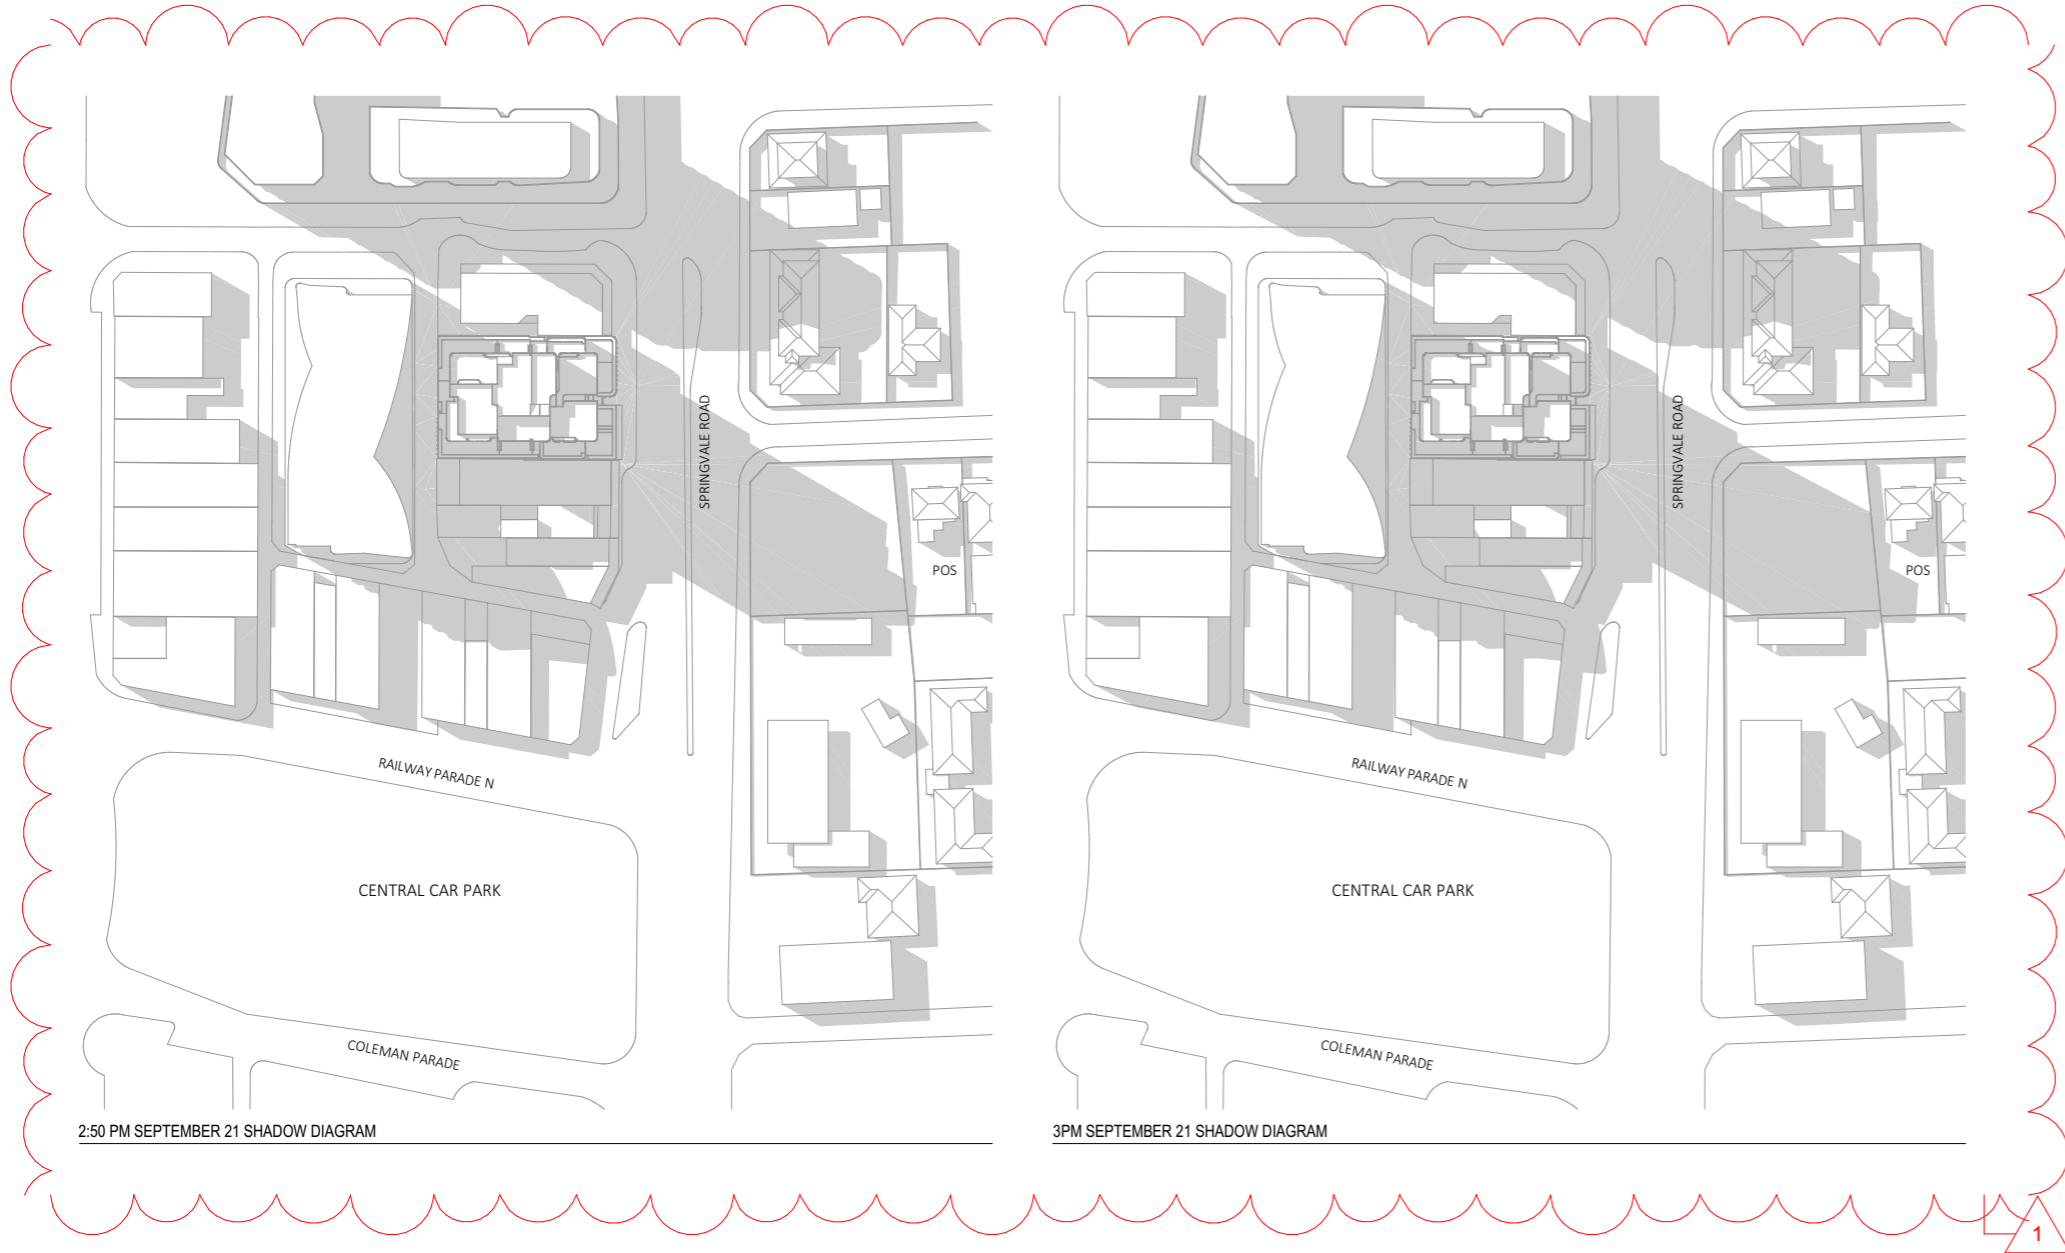 SPRINGVALE ROAD
POS
RAILWAY PARADE N
CENTRAL CAR PARK
COLEMAN PARADE
2:50 PM SEPTEMBER 21 SHADOW DIAGRAM
SPRINGVALE ROAD
POS
RAILWAY PARADE N
CENTRAL CAR PARK
COLEMAN PARADE
3PM SEPTEMBER 21 SHADOW DIAGRAM
1